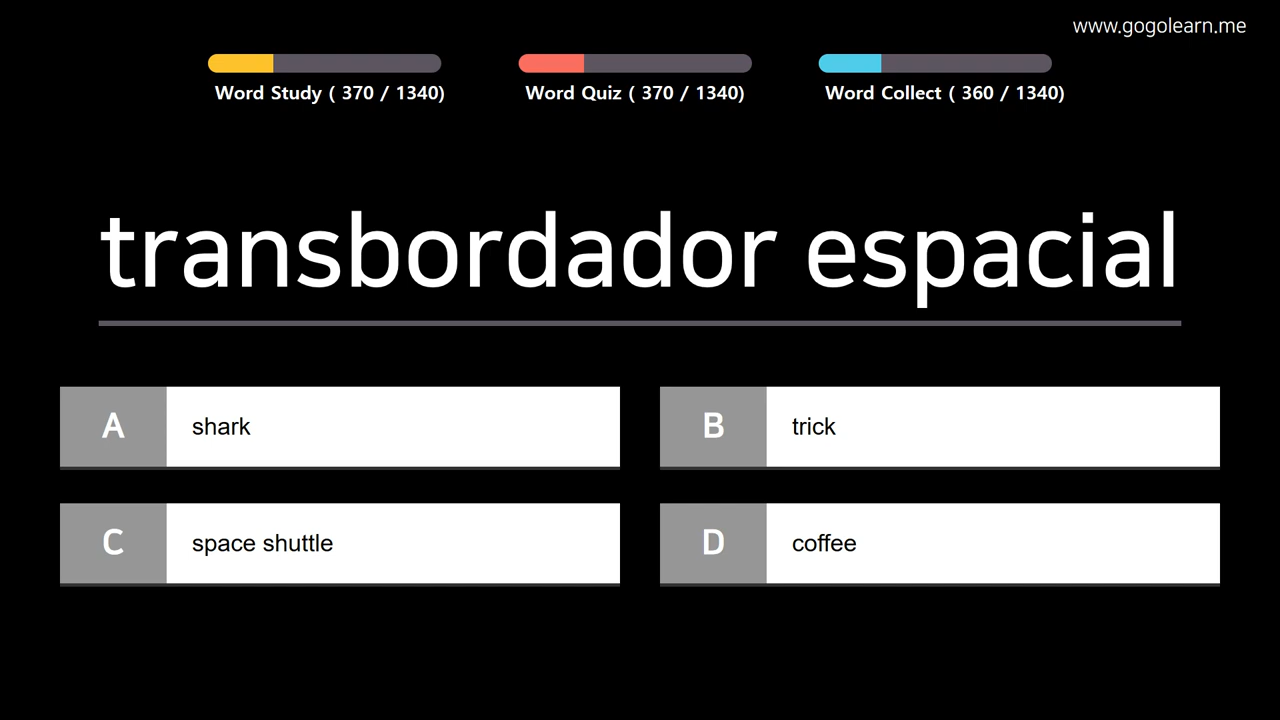 www.gogolearn.me
Word Study ( 370 / 1340)
Word Quiz ( 370 / 1340)
Word Collect ( 360 / 1340)
transbordador espacial
A shark
B trick
C space shuttle
D coffee